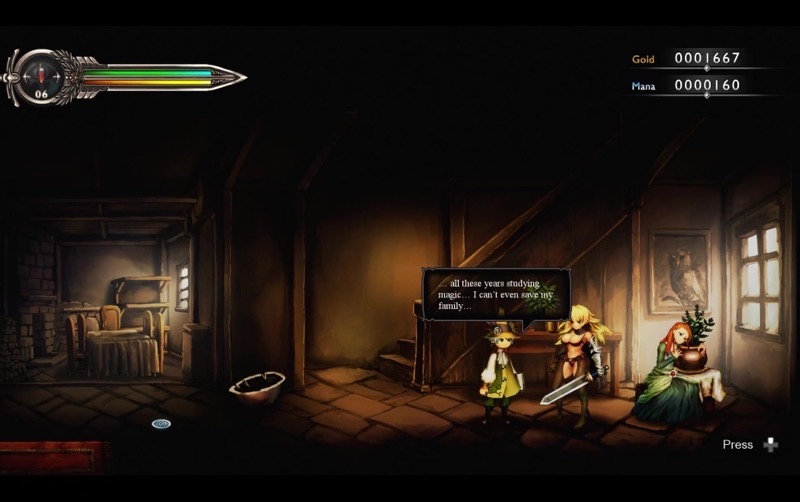 Gold 0001667
06
Mana 0000160
... all these years studying
magic... I can't even save my
family...
Press